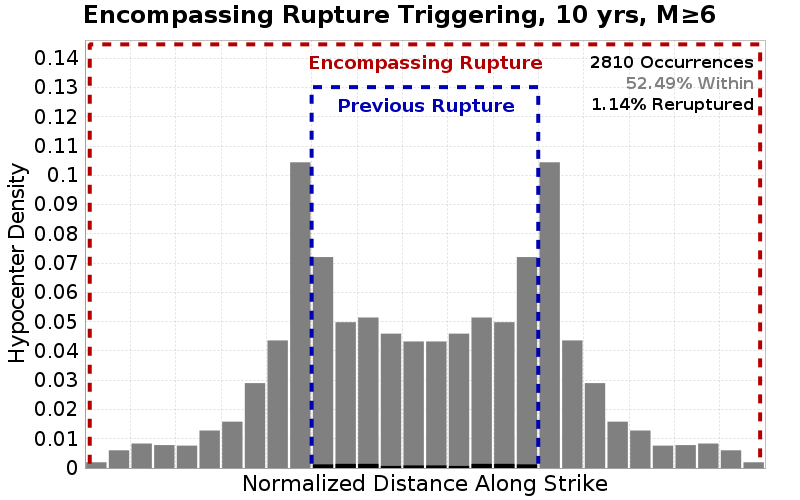 Encompassing Rupture Triggering, 10 yrs, M≥6
Encompassing Rupture
Previous Rupture
2810 Occurrences
52.49% Within
1.14% Reruptured
Hypocenter Density
0.14
0.13
0.12
0.11
0.1
0.09
0.08
0.07
0.06
0.05
0.04
0.03
0.02
0.01
0
Normalized Distance Along Strike